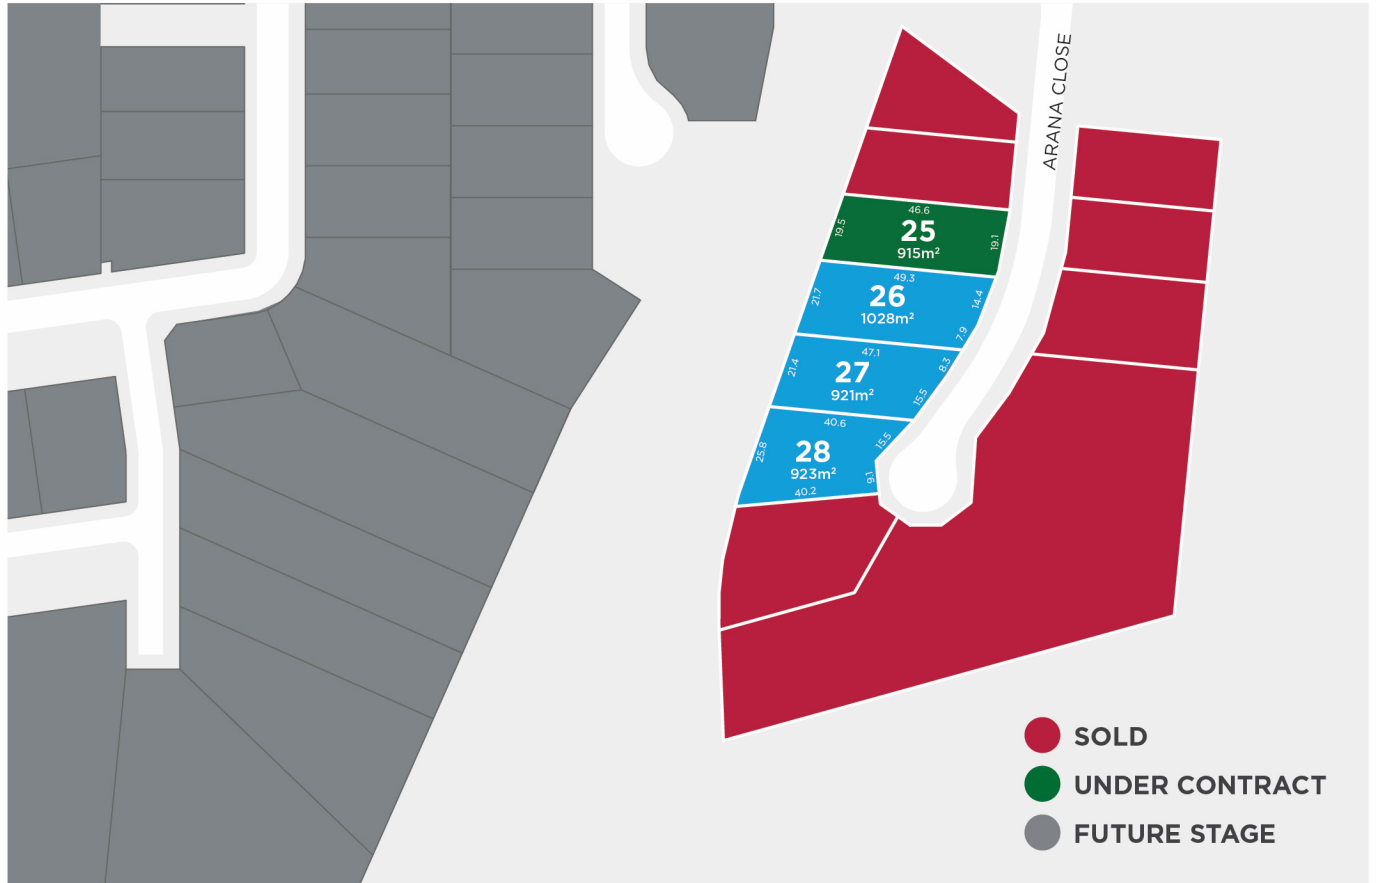 ARANA CLOSE
46.6
19.5
25
19.1
915m²
49.3
21.7
26
14.4
1028m²
7.9
47.1
21.4
27
8.3
921m²
15.5
40.6
25.8
28
15.5
923m²
9.1
40.2
SOLD
UNDER CONTRACT
FUTURE STAGE